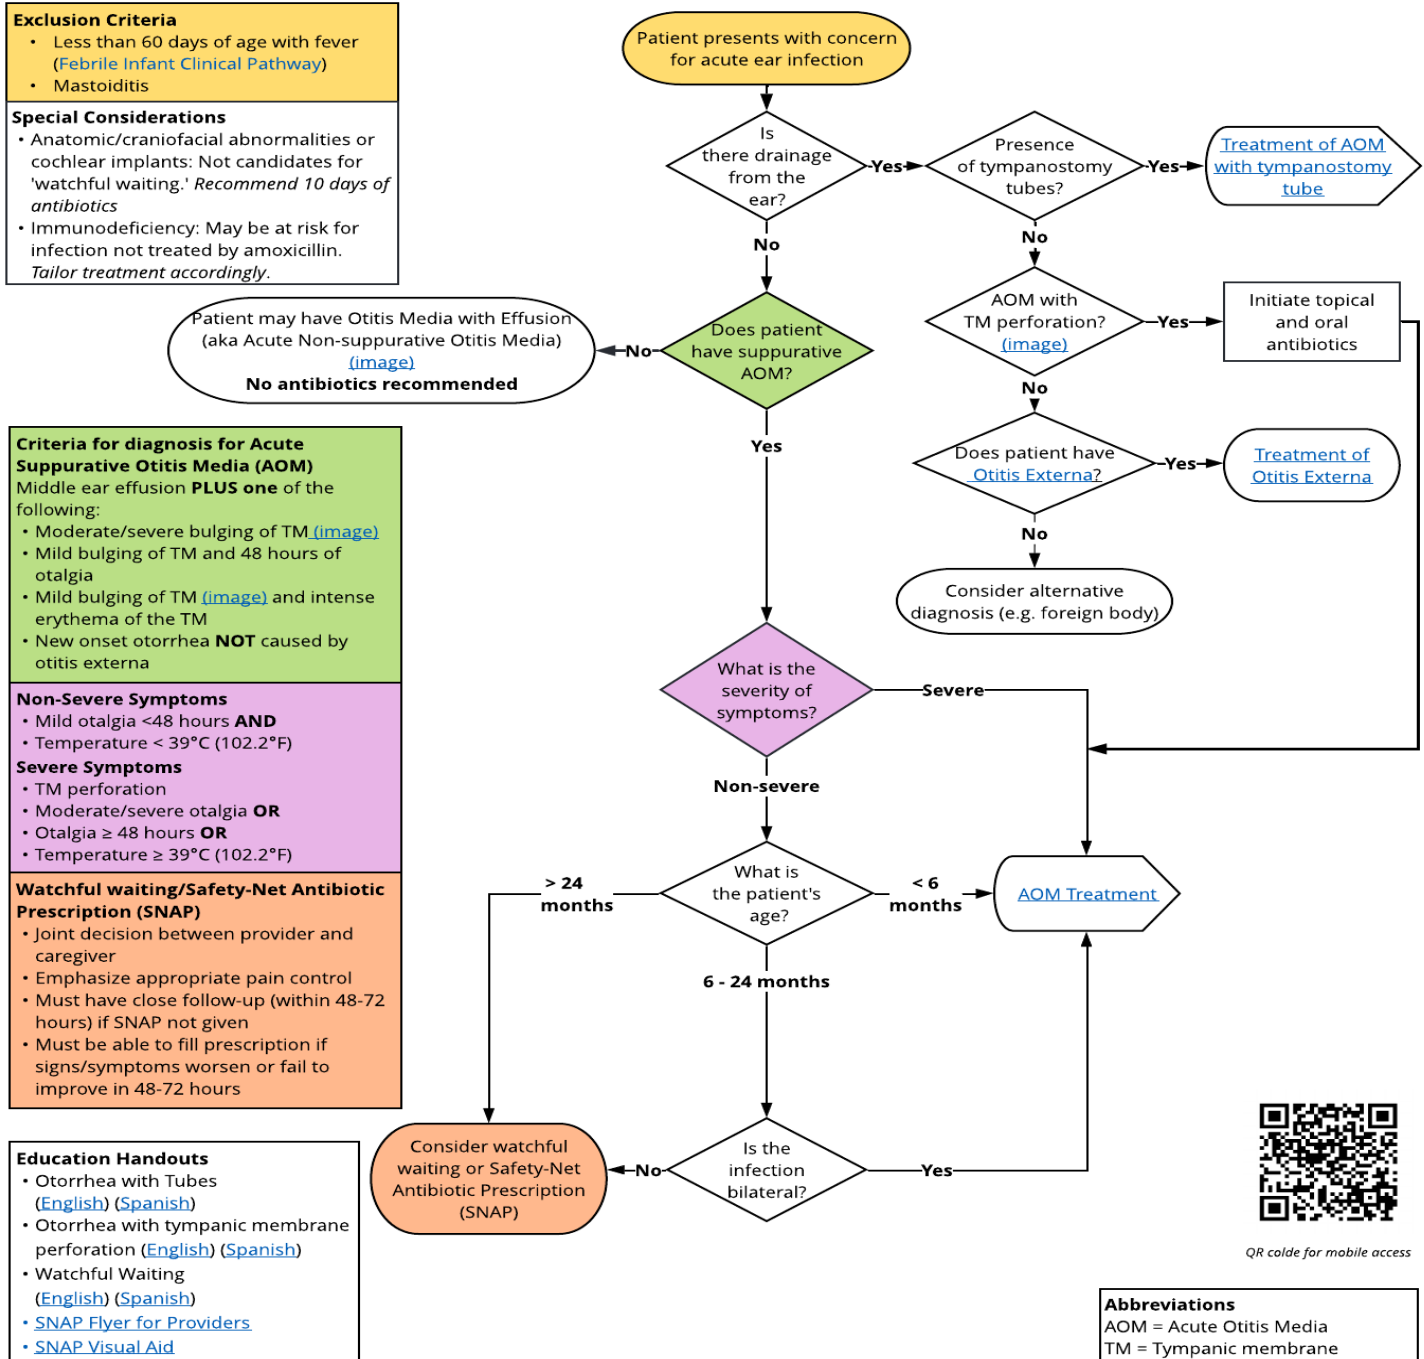 Exclusion Criteria
• Less than 60 days of age with fever
(Febrile Infant Clinical Pathway)
• Mastoiditis
Special Considerations
• Anatomic/craniofacial abnormalities or
cochlear implants: Not candidates for
'watchful waiting.' Recommend 10 days of
antibiotics
• Immunodeficiency: May be at risk for
infection not treated by amoxicillin.
Tailor treatment accordingly.
Patient presents with concern
for acute ear infection
Is
there drainage
from the
ear?
Yes
Presence
of tympanostomy
tubes?
Yes
Treatment of AOM
with tympanostomy
tube
No
No
AOM with
TM perforation?
(image)
Yes
Initiate topical
and oral
antibiotics
Does patient
have suppurative
AOM?
No
Patient may have Otitis Media with Effusion
(aka Acute Non-suppurative Otitis Media)
(image)
No antibiotics recommended
No
Does patient have
Otitis Externa?
Yes
Treatment of
Otitis Externa
No
Consider alternative
diagnosis (e.g. foreign body)
Yes
Criteria for diagnosis for Acute
Suppurative Otitis Media (AOM)
Middle ear effusion PLUS one of the
following:
• Moderate/severe bulging of TM (image)
• Mild bulging of TM and 48 hours of
otalgia
• Mild bulging of TM (image) and intense
erythema of the TM
• New onset otorrhea NOT caused by
otitis externa
Non-Severe Symptoms
• Mild otalgia <48 hours AND
• Temperature < 39°C (102.2°F)
Severe Symptoms
• TM perforation
• Moderate/severe otalgia OR
• Otalgia ≥ 48 hours OR
• Temperature ≥ 39°C (102.2°F)
Watchful waiting/Safety-Net Antibiotic
Prescription (SNAP)
• Joint decision between provider and
caregiver
• Emphasize appropriate pain control
• Must have close follow-up (within 48-72
hours) if SNAP not given
• Must be able to fill prescription if
signs/symptoms worsen or fail to
improve in 48-72 hours
What is the
severity of
symptoms?
Severe
Non-severe
What is
the patient's
age?
> 24
months
< 6
months
AOM Treatment
6 - 24 months
Is the
infection
bilateral?
No
Yes
Consider watchful
waiting or Safety-Net
Antibiotic Prescription
(SNAP)
Education Handouts
• Otorrhea with Tubes
(English) (Spanish)
• Otorrhea with tympanic membrane
perforation (English) (Spanish)
• Watchful Waiting
(English) (Spanish)
• SNAP Flyer for Providers
• SNAP Visual Aid
QR colde for mobile access
Abbreviations
AOM = Acute Otitis Media
TM = Tympanic membrane